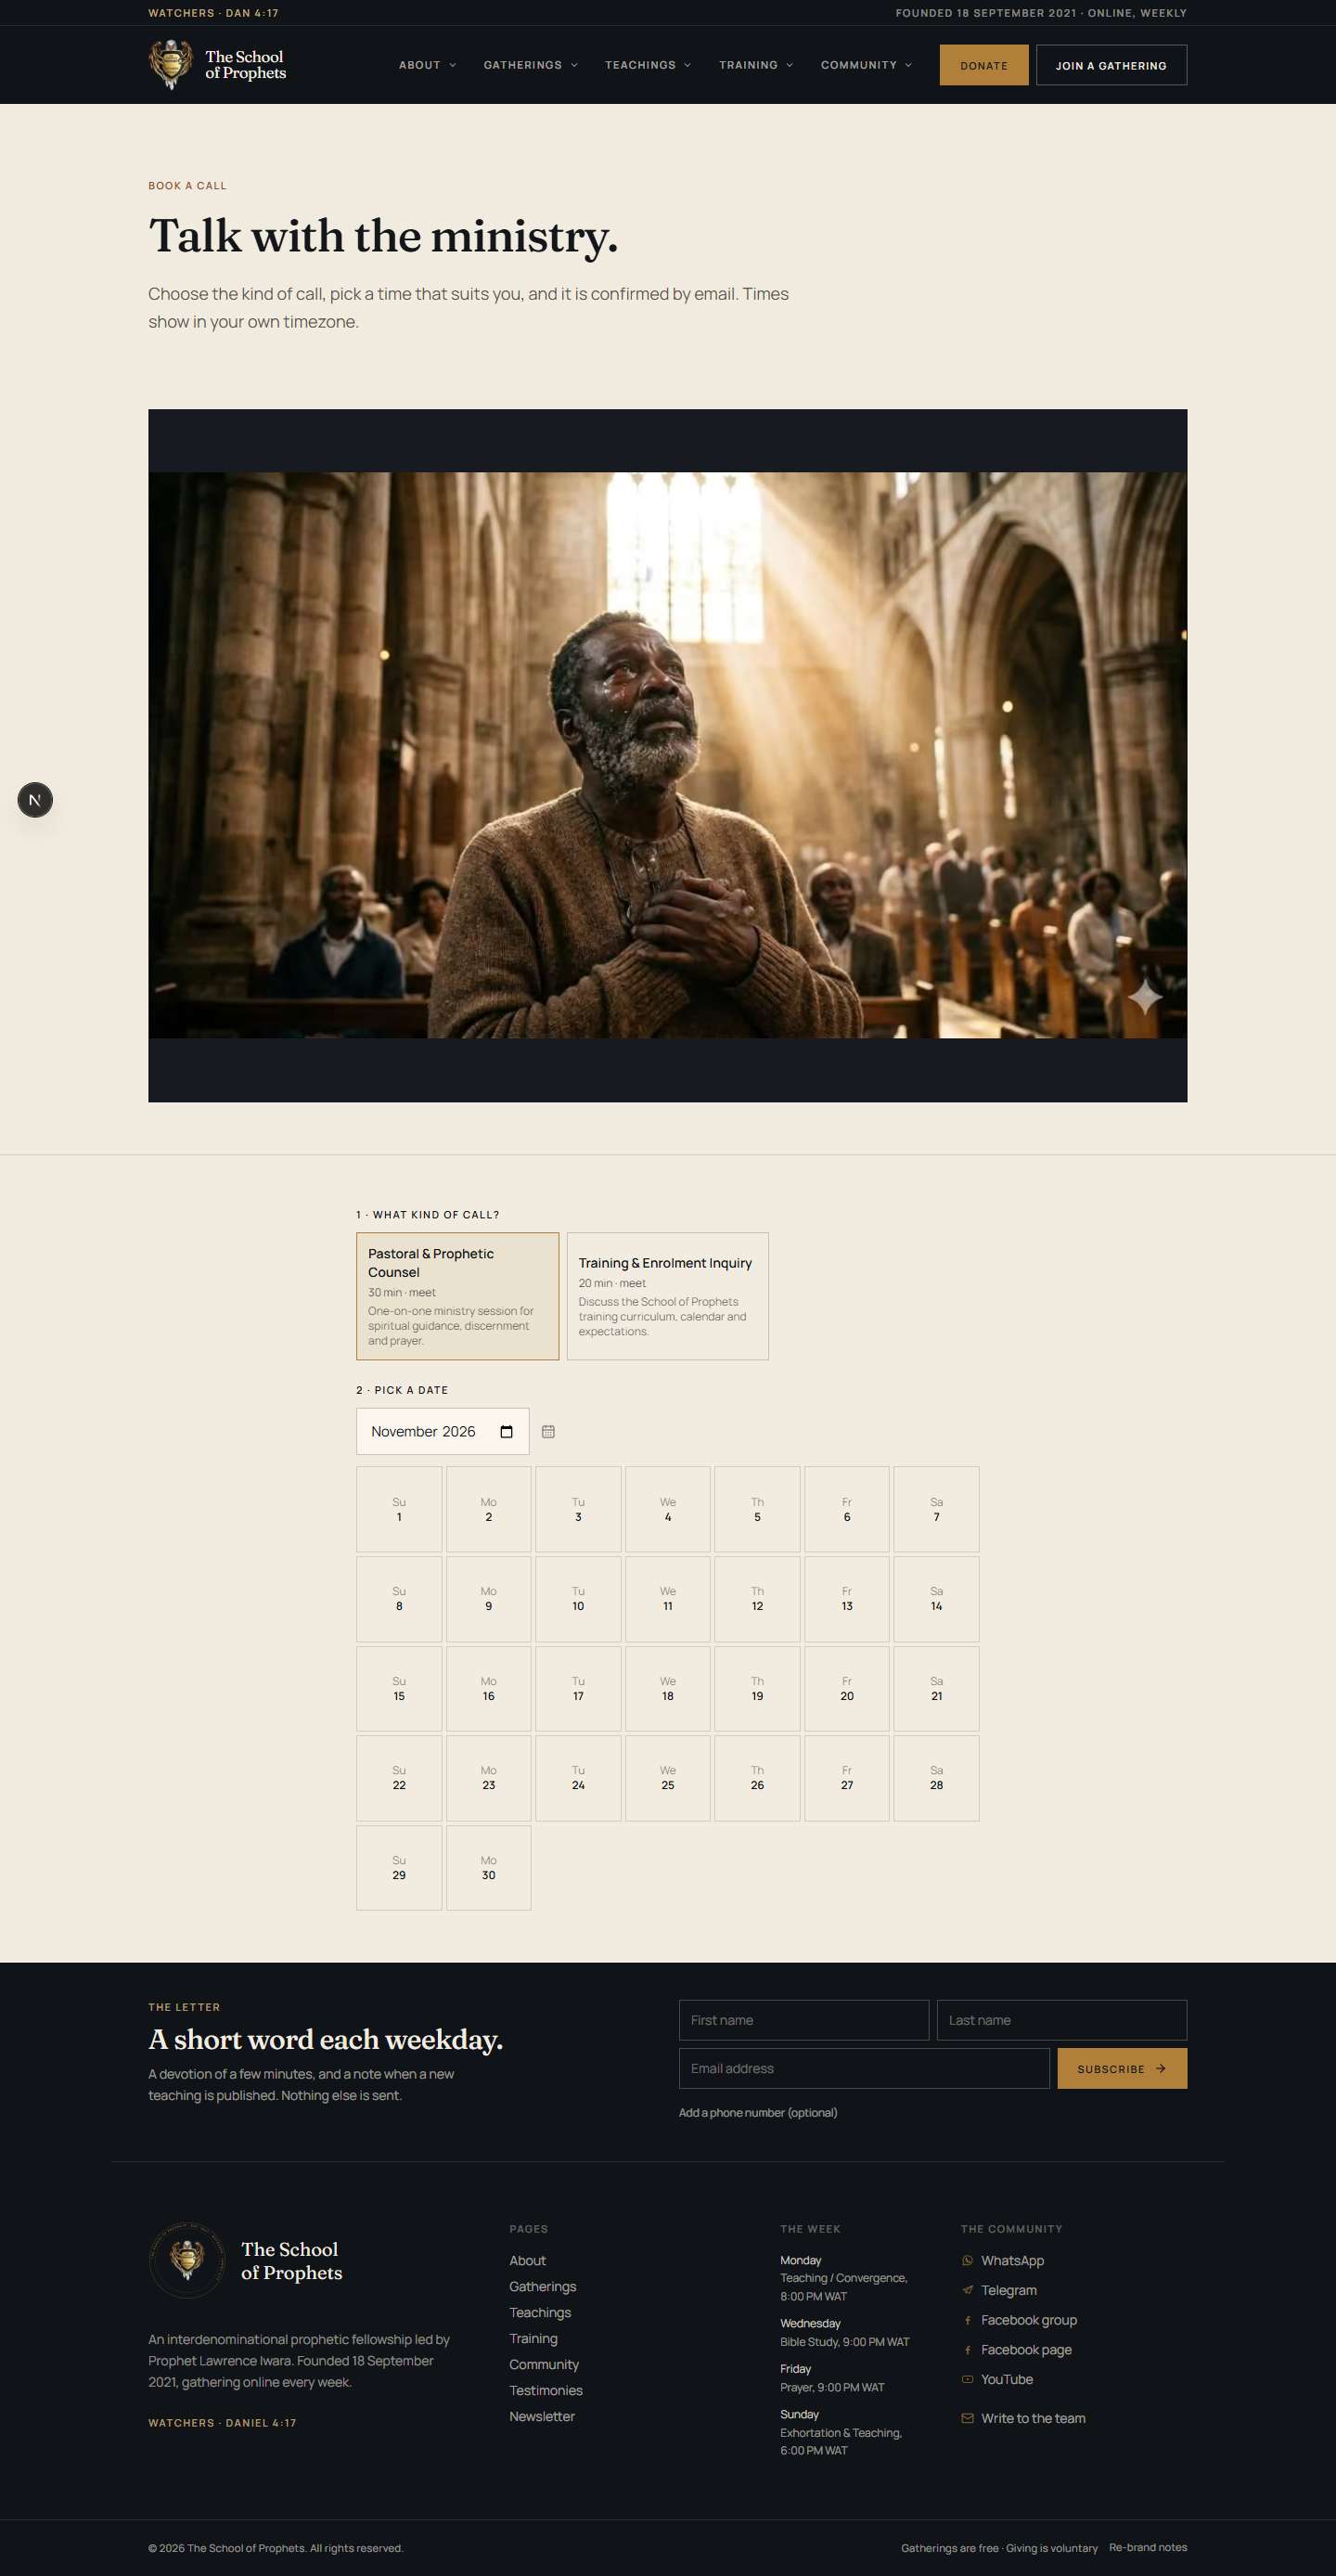 WATCHERS · DAN 4:17
FOUNDED 18 SEPTEMBER 2021 · ONLINE, WEEKLY
The School
of Prophets
ABOUT
GATHERINGS
TEACHINGS
TRAINING
COMMUNITY
DONATE
JOIN A GATHERING
BOOK A CALL
Talk with the ministry.
Choose the kind of call, pick a time that suits you, and it is confirmed by email. Times
show in your own timezone.
N
1 · WHAT KIND OF CALL?
Pastoral & Prophetic
Counsel
30 min · meet
One-on-one ministry session for
spiritual guidance, discernment
and prayer.
Training & Enrolment Inquiry
20 min · meet
Discuss the School of Prophets
training curriculum, calendar and
expectations.
2 · PICK A DATE
November 2026
Su Mo Tu We Th Fr Sa
1 2 3 4 5 6 7
Su Mo Tu We Th Fr Sa
8 9 10 11 12 13 14
Su Mo Tu We Th Fr Sa
15 16 17 18 19 20 21
Su Mo Tu We Th Fr Sa
22 23 24 25 26 27 28
Su Mo
29 30
THE LETTER
A short word each weekday.
A devotion of a few minutes, and a note when a new
teaching is published. Nothing else is sent.
First name
Last name
Email address
SUBSCRIBE
Add a phone number (optional)
The School
of Prophets
An interdenominational prophetic fellowship led by
Prophet Lawrence Iwara. Founded 18 September
2021, gathering online every week.
WATCHERS · DANIEL 4:17
PAGES
About
Gatherings
Teachings
Training
Community
Testimonies
Newsletter
THE WEEK
Monday
Teaching / Convergence,
8:00 PM WAT
Wednesday
Bible Study, 9:00 PM WAT
Friday
Prayer, 9:00 PM WAT
Sunday
Exhortation & Teaching,
6:00 PM WAT
THE COMMUNITY
WhatsApp
Telegram
Facebook group
Facebook page
YouTube
Write to the team
© 2026 The School of Prophets. All rights reserved.
Gatherings are free · Giving is voluntary
Re-brand notes